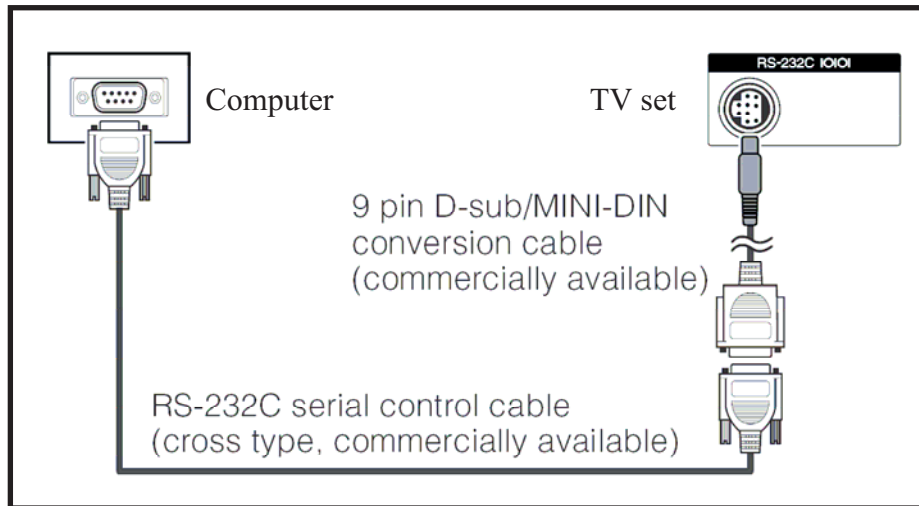 RS-232C IOIOI
Computer
TV set
9 pin D-sub/MINI-DIN
conversion cable
(commercially available)
RS-232C serial control cable
(cross type, commercially available)